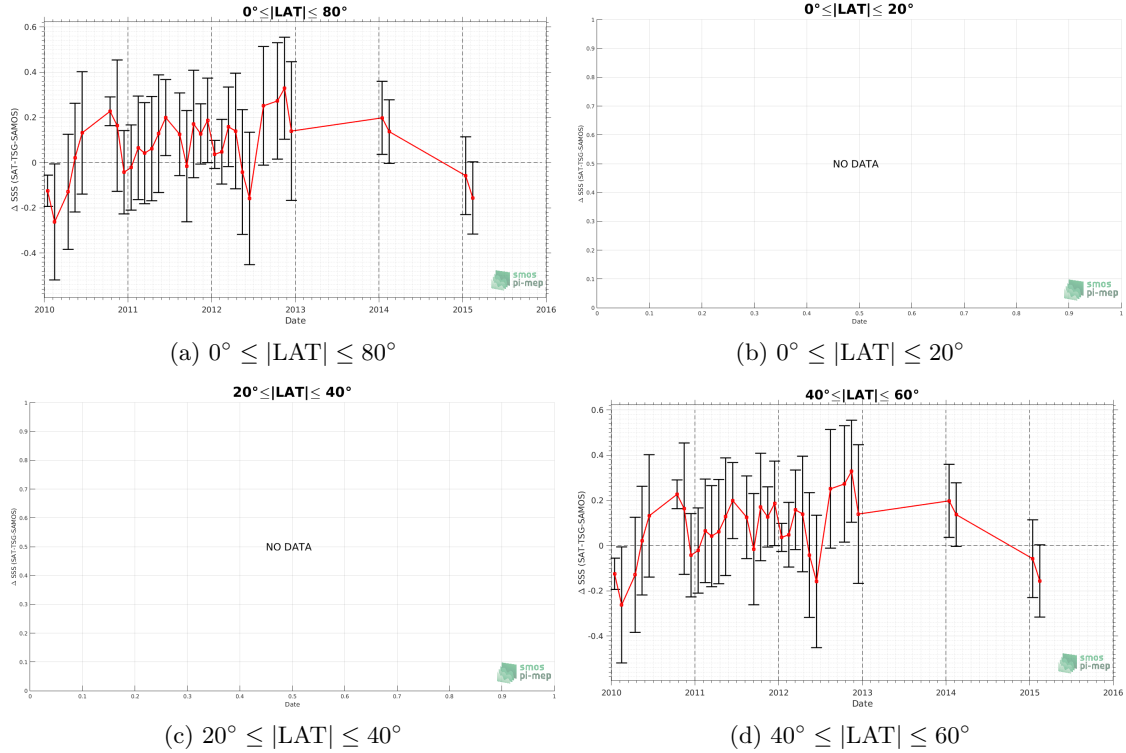 0°≤|LAT|≤ 80°
Δ SSS (SAT-TSG-SAMOS)
0.6
0.4
0.2
0
-0.2
-0.4
2010 2011 2012 2013 2014 2015 2016
Date
smos
pi-mep
(a) 0° ≤ |LAT| ≤ 80°
0°≤|LAT|≤ 20°
Δ SSS (SAT-TSG-SAMOS)
1
0.9
0.8
0.7
0.6
0.5
0.4
0.3
0.2
0.1
0
NO DATA
0.1 0.2 0.3 0.4 0.5 0.6 0.7 0.8 0.9 1
Date
smos
pi-mep
(b) 0° ≤ |LAT| ≤ 20°
20°≤|LAT|≤ 40°
Δ SSS (SAT-TSG-SAMOS)
1
0.9
0.8
0.7
0.6
0.5
0.4
0.3
0.2
0.1
0
NO DATA
0 0.1 0.2 0.3 0.4 0.5 0.6 0.7 0.8 0.9 1
Date
smos
pi-mep
(c) 20° ≤ |LAT| ≤ 40°
40°≤|LAT|≤ 60°
Δ SSS (SAT-TSG-SAMOS)
0.6
0.4
0.2
0
-0.2
-0.4
2010 2011 2012 2013 2014 2015 2016
Date
smos
pi-mep
(d) 40° ≤ |LAT| ≤ 60°